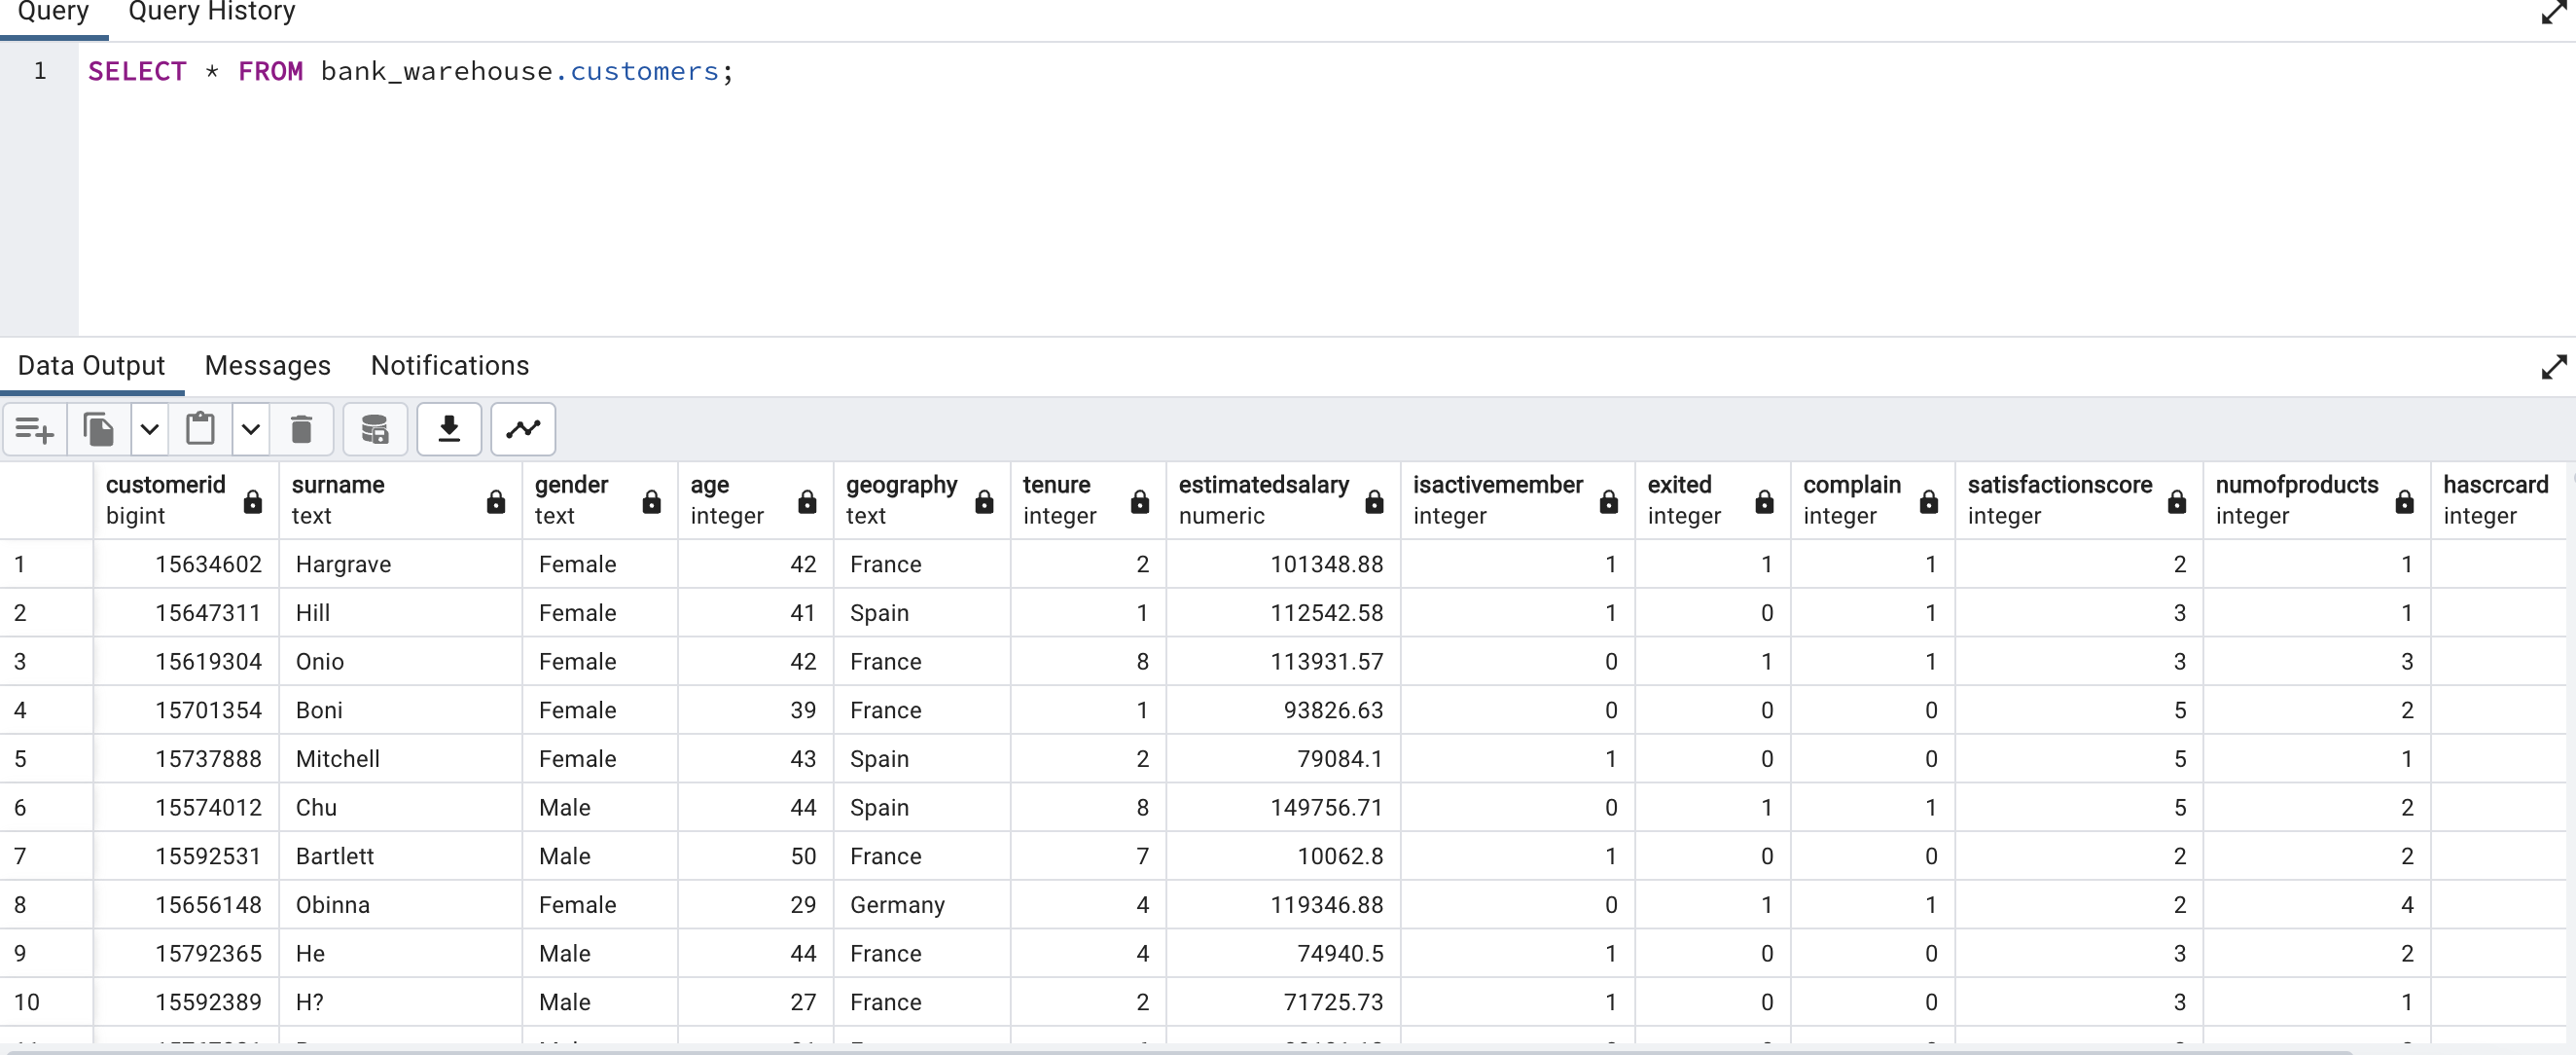 Query Query History
1 SELECT * FROM bank_warehouse.customers;
Data Output Messages Notifications
customerid surname gender age geography tenure estimatedsalary isactivemember exited complain satisfactionscore numofproducts hascrcard
bigint text text integer text integer numeric integer integer integer integer integer integer
1 15634602 Hargrave Female 42 France 2 101348.88 1 1 1 2 1
2 15647311 Hill Female 41 Spain 1 112542.58 1 0 1 3 1
3 15619304 Onio Female 42 France 8 113931.57 0 1 1 3 3
4 15701354 Boni Female 39 France 1 93826.63 0 0 0 5 2
5 15737888 Mitchell Female 43 Spain 2 79084.1 1 0 0 5 1
6 15574012 Chu Male 44 Spain 8 149756.71 0 1 1 5 2
7 15592531 Bartlett Male 50 France 7 10062.8 1 0 0 2 2
8 15656148 Obinna Female 29 Germany 4 119346.88 0 1 1 2 4
9 15792365 He Male 44 France 4 74940.5 1 0 0 3 2
10 15592389 H? Male 27 France 2 71725.73 1 0 0 3 1